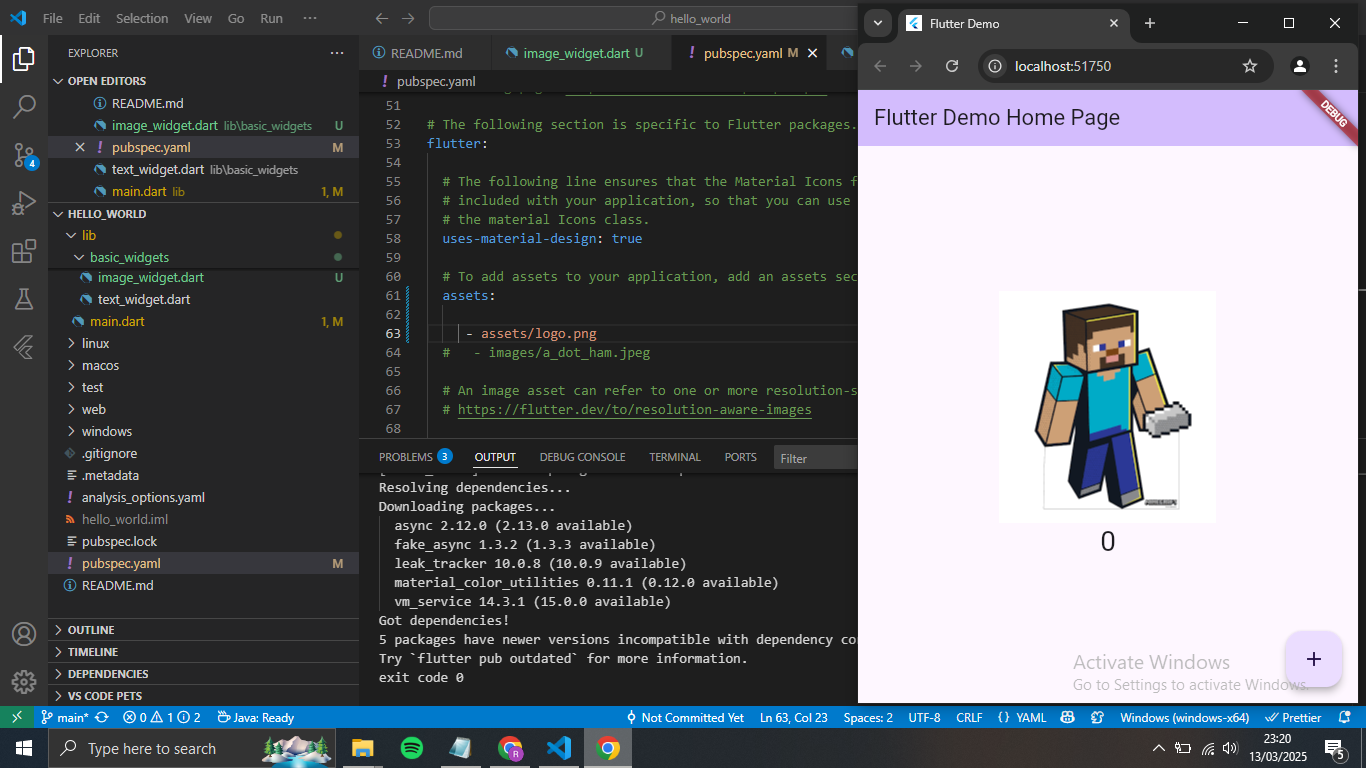 File Edit Selection View Go Run ···
hello_world
EXPLORER
OPEN EDITORS
README.md
image_widget.dart lib\basic_widgets U
pubspec.yaml M
text_widget.dart lib\basic_widgets
main.dart lib 1, M
HELLO_WORLD
lib
basic_widgets
image_widget.dart U
text_widget.dart
main.dart 1, M
linux
macos
test
web
windows
.gitignore
.metadata
analysis_options.yaml
hello_world.iml
pubspec.lock
pubspec.yaml M
README.md
OUTLINE
TIMELINE
DEPENDENCIES
VS CODE PETS
4
README.md image_widget.dart U pubspec.yaml M
pubspec.yaml
51
52 # The following section is specific to Flutter packages.
53 flutter:
54
55 # The following line ensures that the Material Icons f
56 # included with your application, so that you can use
57 # the material Icons class.
58 uses-material-design: true
59
60 # To add assets to your application, add an assets sec
61 assets:
62
63 - assets/logo.png
64 # - images/a_dot_ham.jpeg
65
66 # An image asset can refer to one or more resolution-s
67 # https://flutter.dev/to/resolution-aware-images
68
PROBLEMS 3 OUTPUT DEBUG CONSOLE TERMINAL PORTS Filter
Resolving dependencies...
Downloading packages...
async 2.12.0 (2.13.0 available)
fake_async 1.3.2 (1.3.3 available)
leak_tracker 10.0.8 (10.0.9 available)
material_color_utilities 0.11.1 (0.12.0 available)
vm_service 14.3.1 (15.0.0 available)
Got dependencies!
5 packages have newer versions incompatible with dependency co
Try `flutter pub outdated` for more information.
exit code 0
Flutter Demo
localhost:51750
Flutter Demo Home Page
DEBUG
0
+
Activate Windows
Go to Settings to activate Windows.
main* 0 1 2 Java: Ready Not Committed Yet Ln 63, Col 23 Spaces: 2 UTF-8 CRLF YAML Windows (windows-x64) Prettier
Type here to search
R
23:20
13/03/2025
5